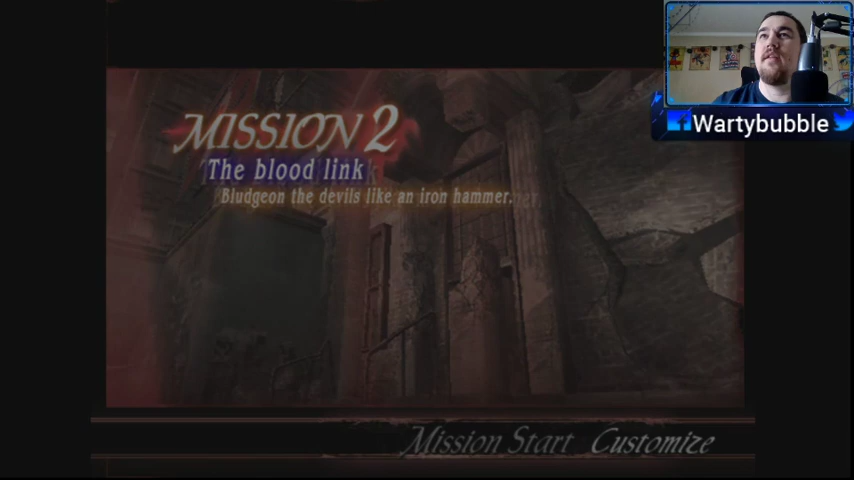 MISSION 2
The blood link
Bludgeon the devils like an iron hammer.
Wartybubble
Mission Start Customize